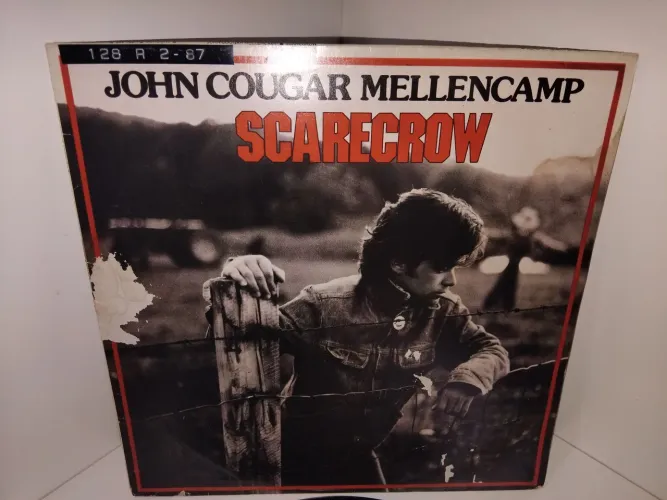 128 R 2-87
JOHN COUGAR MELLENCAMP
SCARECROW